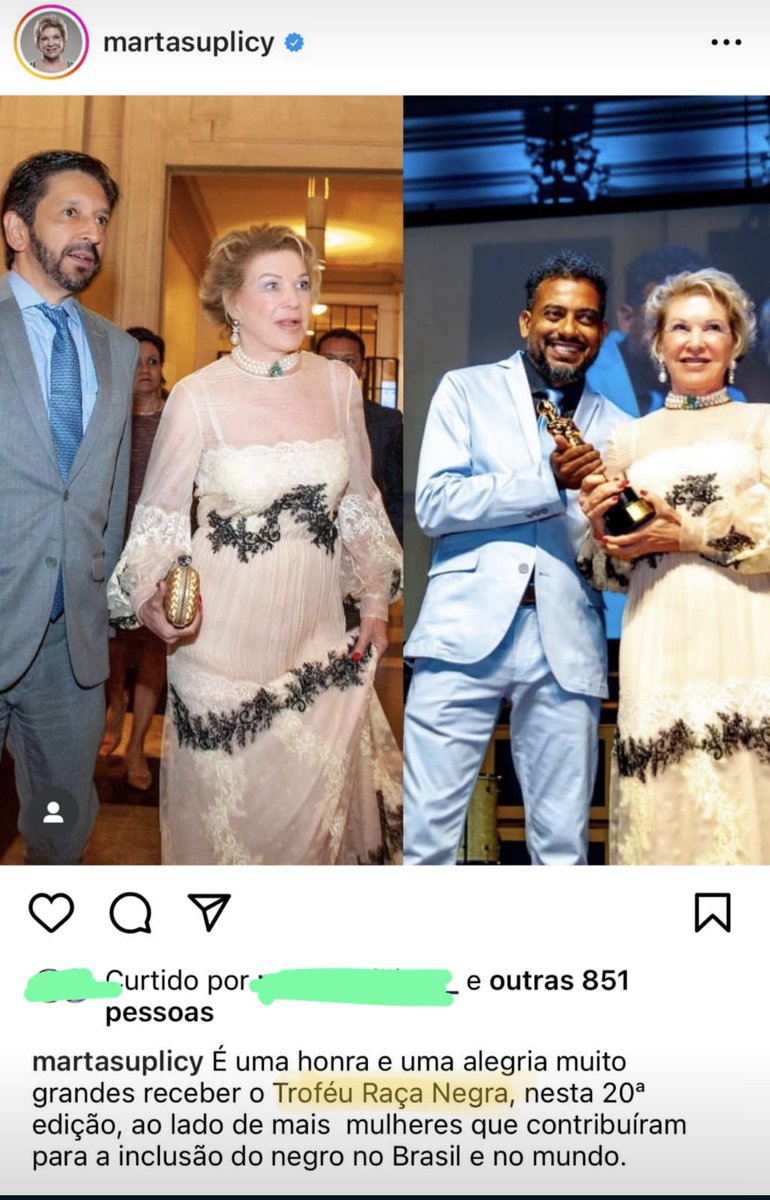 martasuplicy
Curtido por e outras 851
pessoas
martasuplicy É uma honra e uma alegria muito
grandes receber o Troféu Raça Negra, nesta 20ª
edição, ao lado de mais mulheres que contribuíram
para a inclusão do negro no Brasil e no mundo.